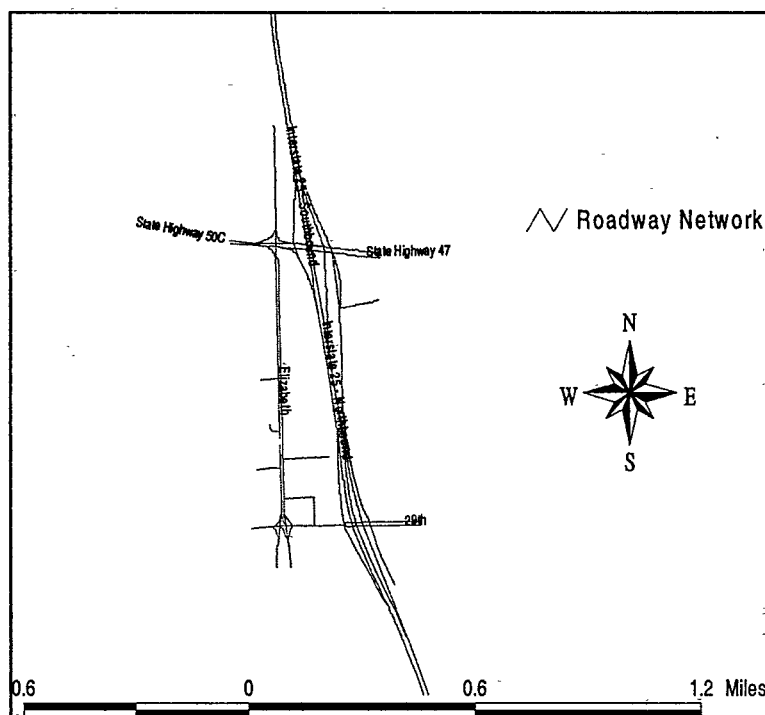 Interstate 25 - Southbound
State Highway 50C
State Highway 47
Roadway Network
N
W E
S
Interstate 25 - Northbound
Elizabeth
29th
0.6 0 0.6 1.2 Miles